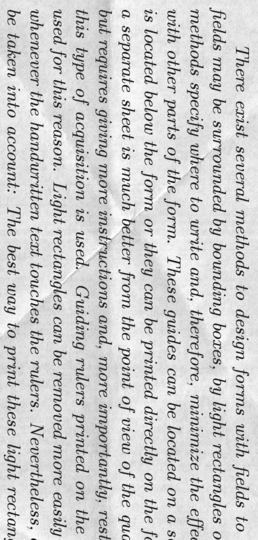 There exist several methods to design forms with fields to
fields may be surrounded by bounding boxes, by light rectangles o
methods specify where to write and, therefore, minimize the effec
with other parts of the form. These guides can be located on a s
is located below the form or they can be printed directly on the fo
a separate sheet is much better from the point of view of the qua
but requires giving more instructions and, more importantly, rest
this type of acquisition is used. Guiding rulers printed on the
used for this reason. Light rectangles can be removed more easily
whenever the handwritten text touches the rulers. Nevertheless,
be taken into account: The best way to print these light rectang